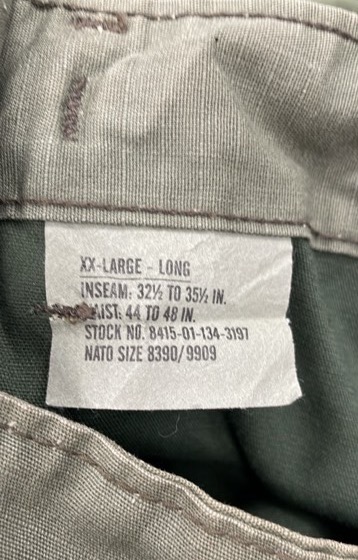 XX-LARGE - LONG
INSEAM: 32½ TO 35½ IN.
WAIST: 44 TO 48 IN.
STOCK NO. 8415-01-134-3197
NATO SIZE 8390/9909